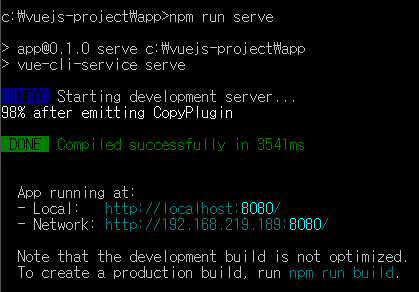 c:₩vuejs-project₩app>npm run serve
> app@0.1.0 serve c:₩vuejs-project₩app
> vue-cli-service serve
INFO Starting development server...
98% after emitting CopyPlugin
DONE Compiled successfully in 3541ms
App running at:
- Local: http://localhost:8080/
- Network: http://192.168.219.189:8080/
Note that the development build is not optimized.
To create a production build, run npm run build.